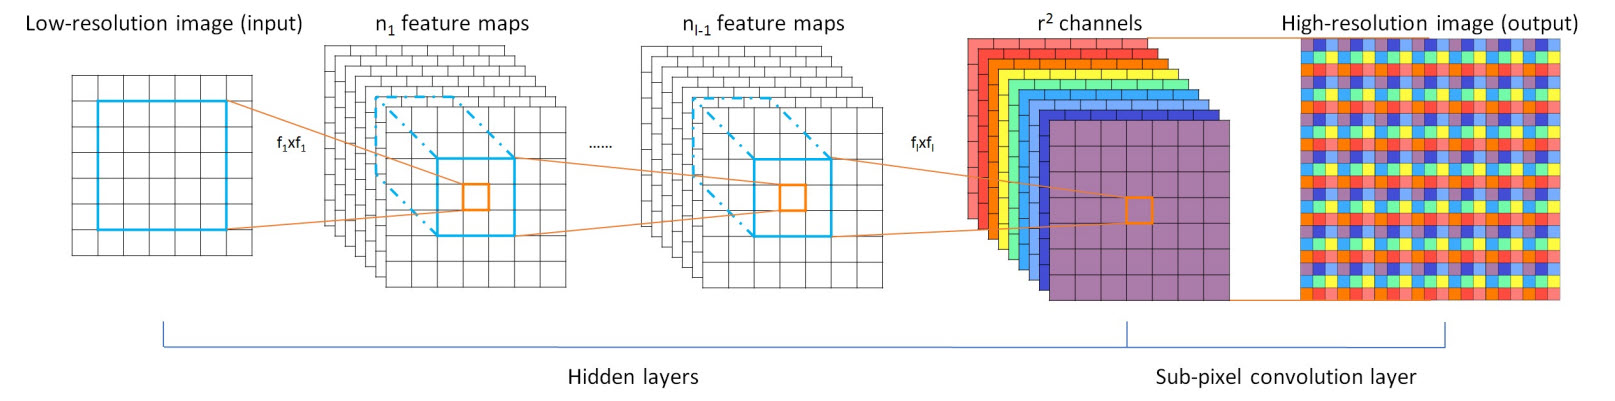 Low-resolution image (input)
n₁ feature maps
nₗ₋₁ feature maps
r² channels
High-resolution image (output)
f₁xf₁
......
fₗxfₗ
Hidden layers
Sub-pixel convolution layer